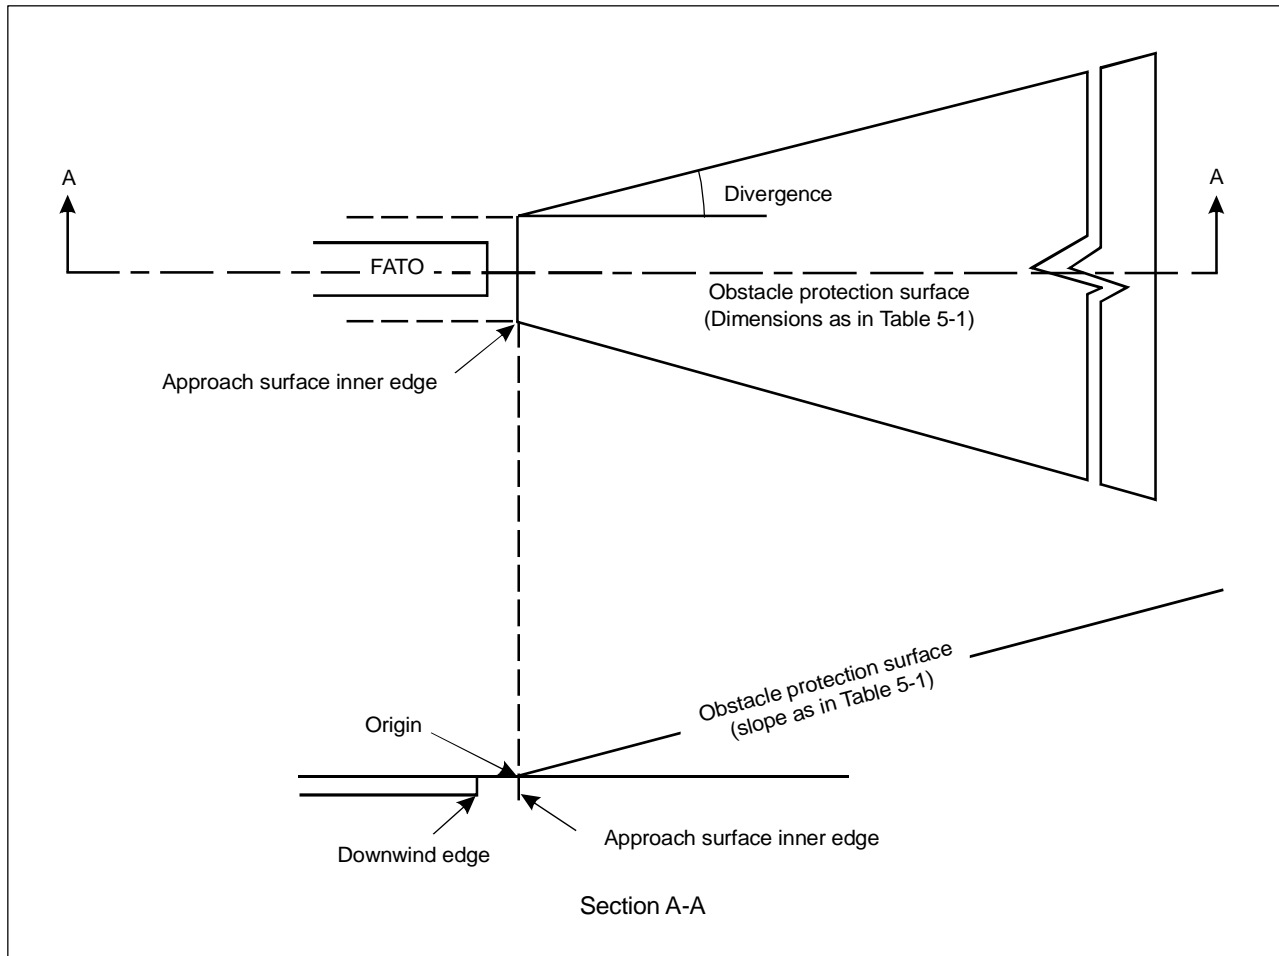 A
A
Divergence
FATO
Obstacle protection surface
(Dimensions as in Table 5-1)
Approach surface inner edge
Obstacle protection surface
(slope as in Table 5-1)
Origin
Approach surface inner edge
Downwind edge
Section A-A